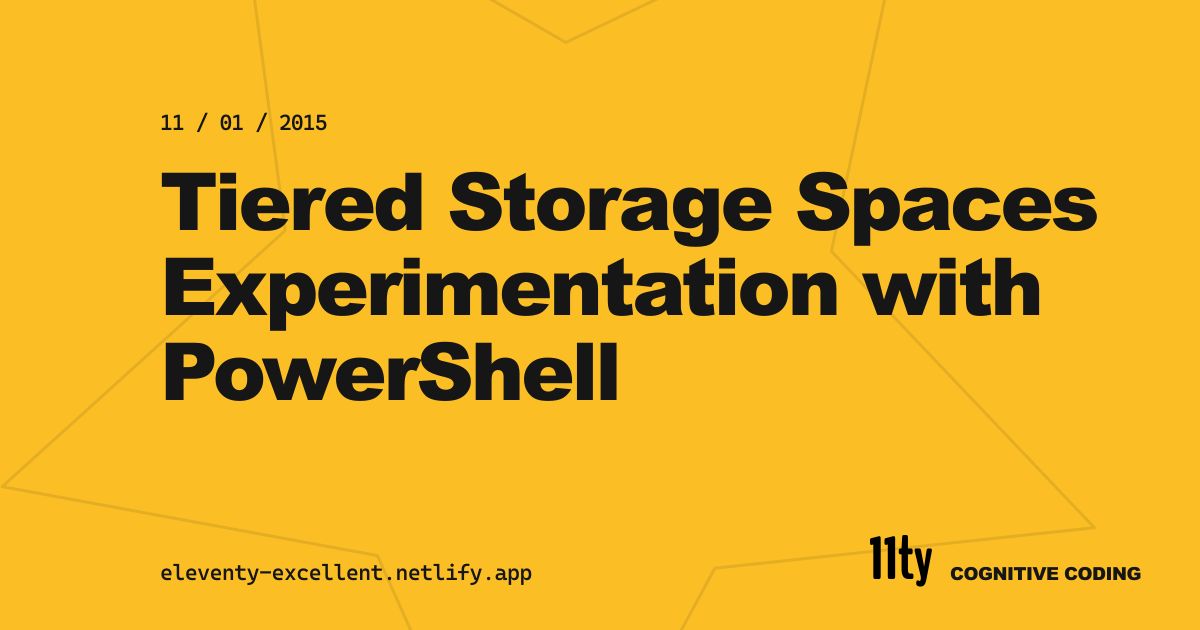 11 / 01 / 2015
Tiered Storage Spaces
Experimentation with
PowerShell
eleventy-excellent.netlify.app
11ty COGNITIVE CODING